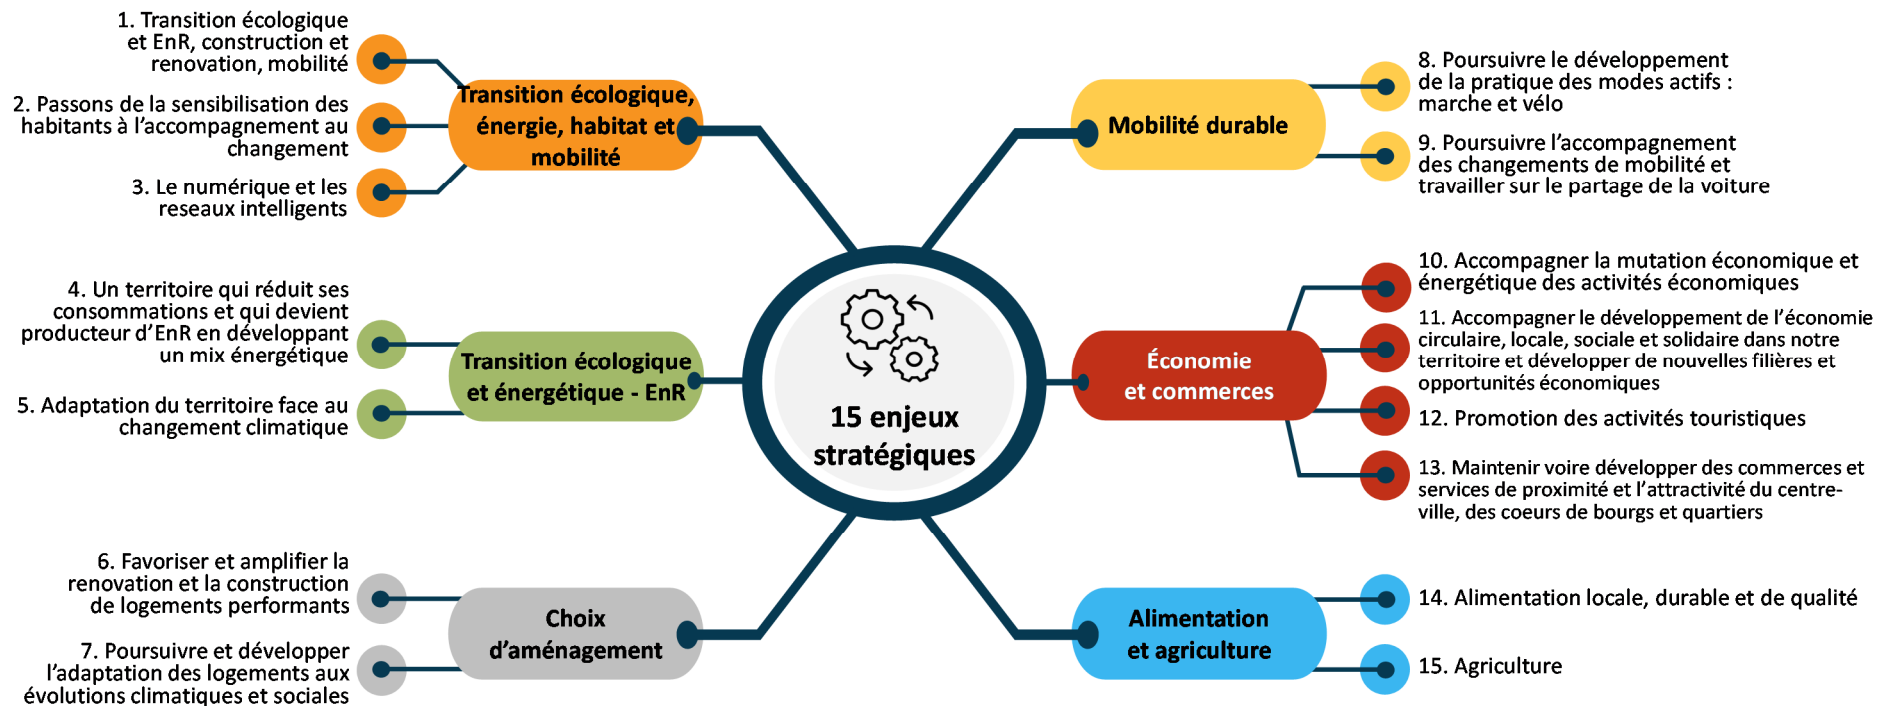 1. Transition écologique
et EnR, construction et
renovation, mobilité
2. Passons de la sensibilisation des
habitants à l’accompagnement au
changement
3. Le numérique et les
reseaux intelligents
Transition écologique,
énergie, habitat et
mobilité
4. Un territoire qui réduit ses
consommations et qui devient
producteur d’EnR en développant
un mix énergétique
5. Adaptation du territoire face au
changement climatique
Transition écologique
et énergétique - EnR
6. Favoriser et amplifier la
renovation et la construction
de logements performants
7. Poursuivre et développer
l’adaptation des logements aux
évolutions climatiques et sociales
Choix
d’aménagement
15 enjeux
stratégiques
Mobilité durable
8. Poursuivre le développement
de la pratique des modes actifs :
marche et vélo
9. Poursuivre l’accompagnement
des changements de mobilité et
travailler sur le partage de la voiture
Économie
et commerces
10. Accompagner la mutation économique et
énergétique des activités économiques
11. Accompagner le développement de l’économie
circulaire, locale, sociale et solidaire dans notre
territoire et développer de nouvelles filières et
opportunités économiques
12. Promotion des activités touristiques
13. Maintenir voire développer des commerces et
services de proximité et l’attractivité du centre-
ville, des coeurs de bourgs et quartiers
Alimentation
et agriculture
14. Alimentation locale, durable et de qualité
15. Agriculture